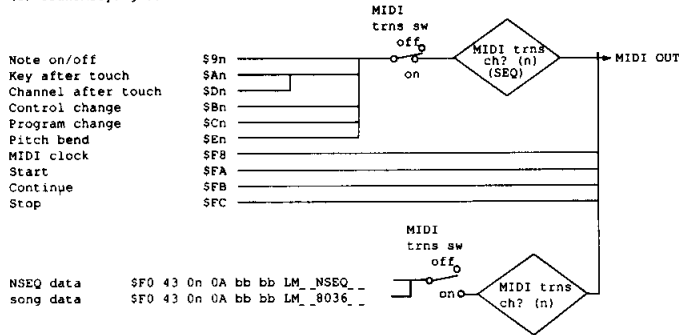 MIDI
trns sw
off
on
MIDI trns
ch? (n)
(SEQ)
MIDI OUT
Note on/off $9n
Key after touch $An
Channel after touch $Dn
Control change $Bn
Program change $Cn
Pitch bend $En
MIDI clock $F8
Start $FA
Continue $FB
Stop $FC
MIDI
trns sw
off
on
MIDI trns
ch? (n)
NSEQ data $F0 43 0n 0A bb bb LM_ _NSEQ_ _
song data $F0 43 0n 0A bb bb LM_ _8036_ _